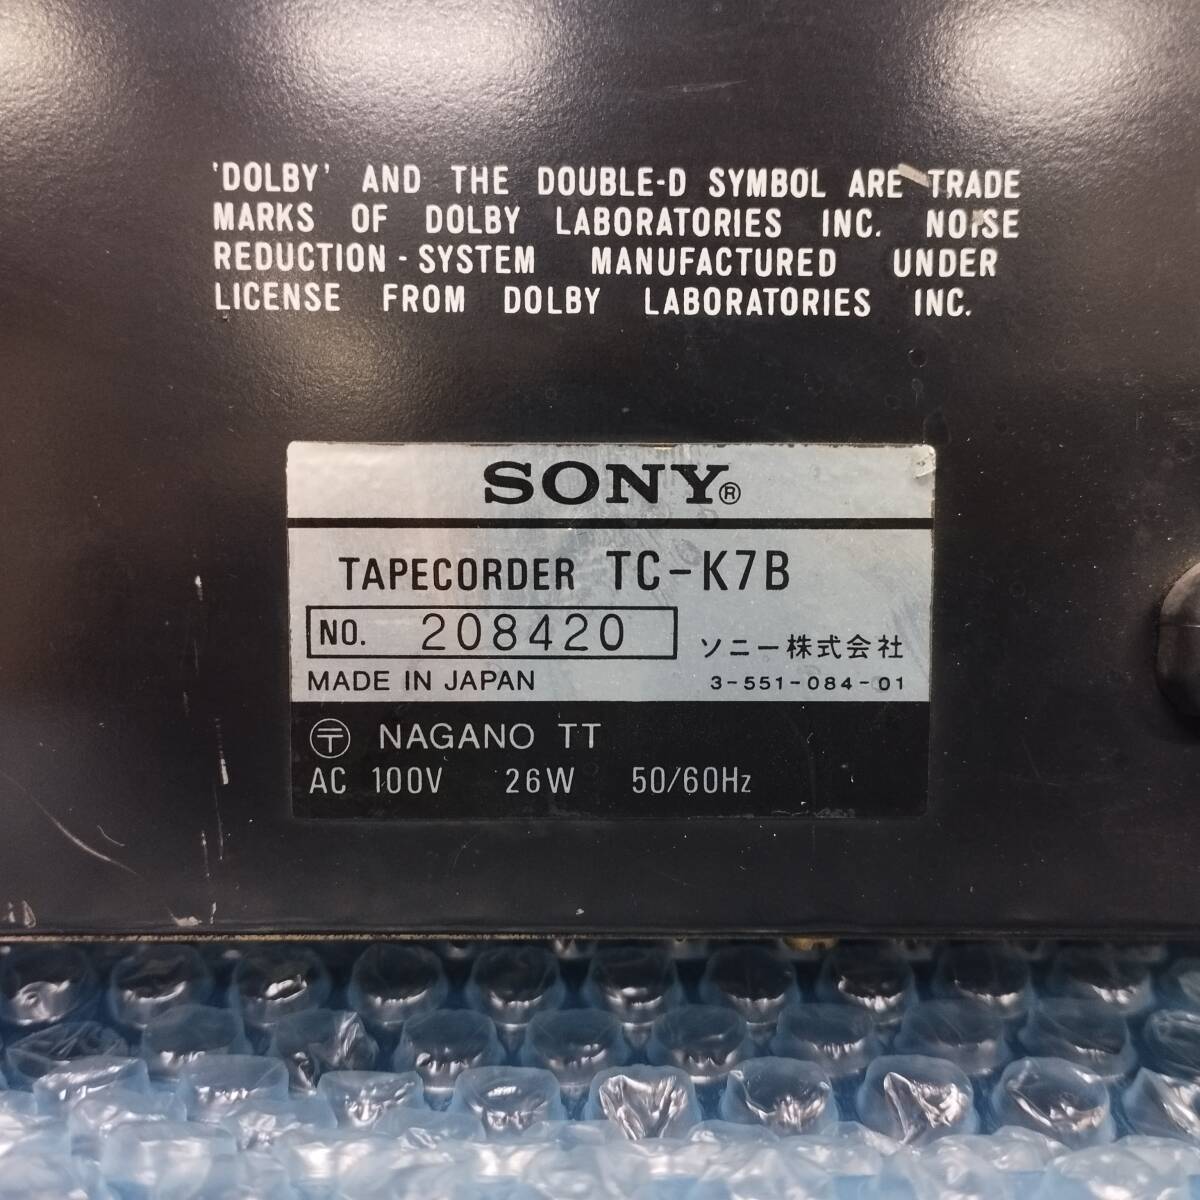 'DOLBY' AND THE DOUBLE-D SYMBOL ARE TRADE
MARKS OF DOLBY LABORATORIES INC. NOISE
REDUCTION-SYSTEM MANUFACTURED UNDER
LICENSE FROM DOLBY LABORATORIES INC.
SONY®
TAPECORDER TC-K7B
NO. 208420
ソニー株式会社
MADE IN JAPAN 3-551-084-01
〶 NAGANO TT
AC 100V 26W 50/60Hz